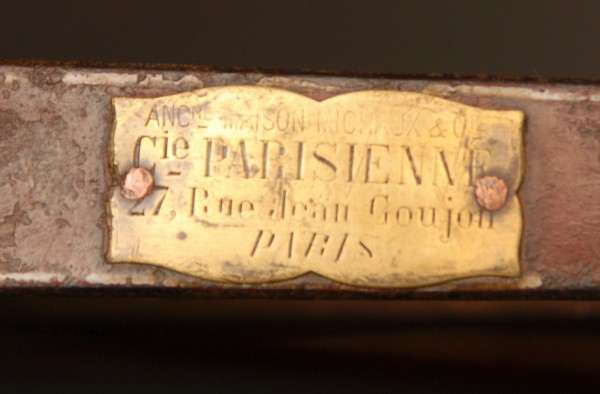 ANCNE MAISON MICHAUX & CIE
Cie PARISIENNE
27, Rue Jean Goujon
PARIS